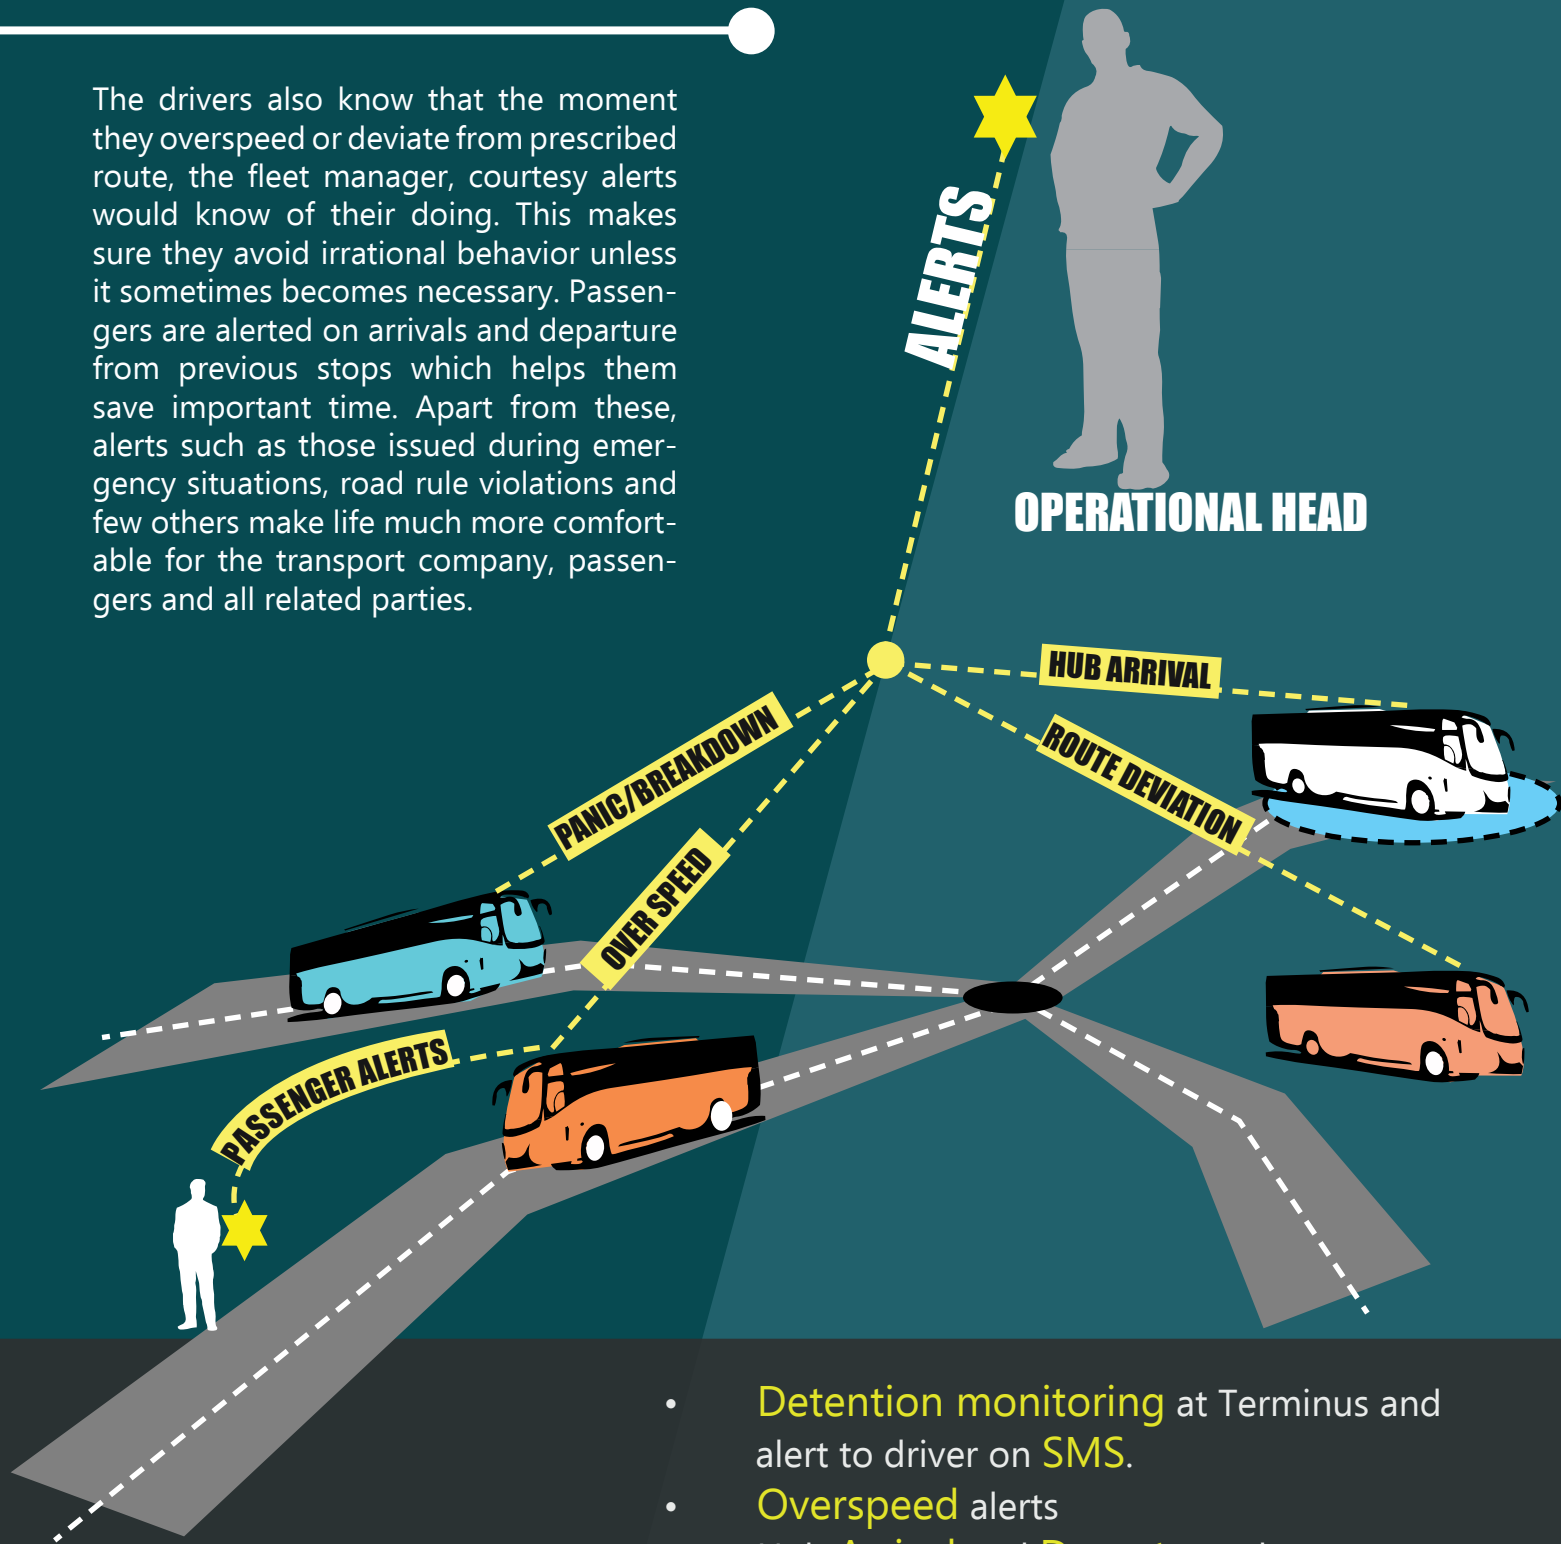 The drivers also know that the moment
they overspeed or deviate from prescribed
route, the fleet manager, courtesy alerts
would know of their doing. This makes
sure they avoid irrational behavior unless
it sometimes becomes necessary. Passen-
gers are alerted on arrivals and departure
from previous stops which helps them
save important time. Apart from these,
alerts such as those issued during emer-
gency situations, road rule violations and
few others make life much more comfort-
able for the transport company, passen-
gers and all related parties.
ALERTS
OPERATIONAL HEAD
HUB ARRIVAL
ROUTE DEVIATION
PANIC/BREAKDOWN
OVER SPEED
PASSENGER ALERTS
• Detention monitoring at Terminus and
alert to driver on SMS.
• Overspeed alerts